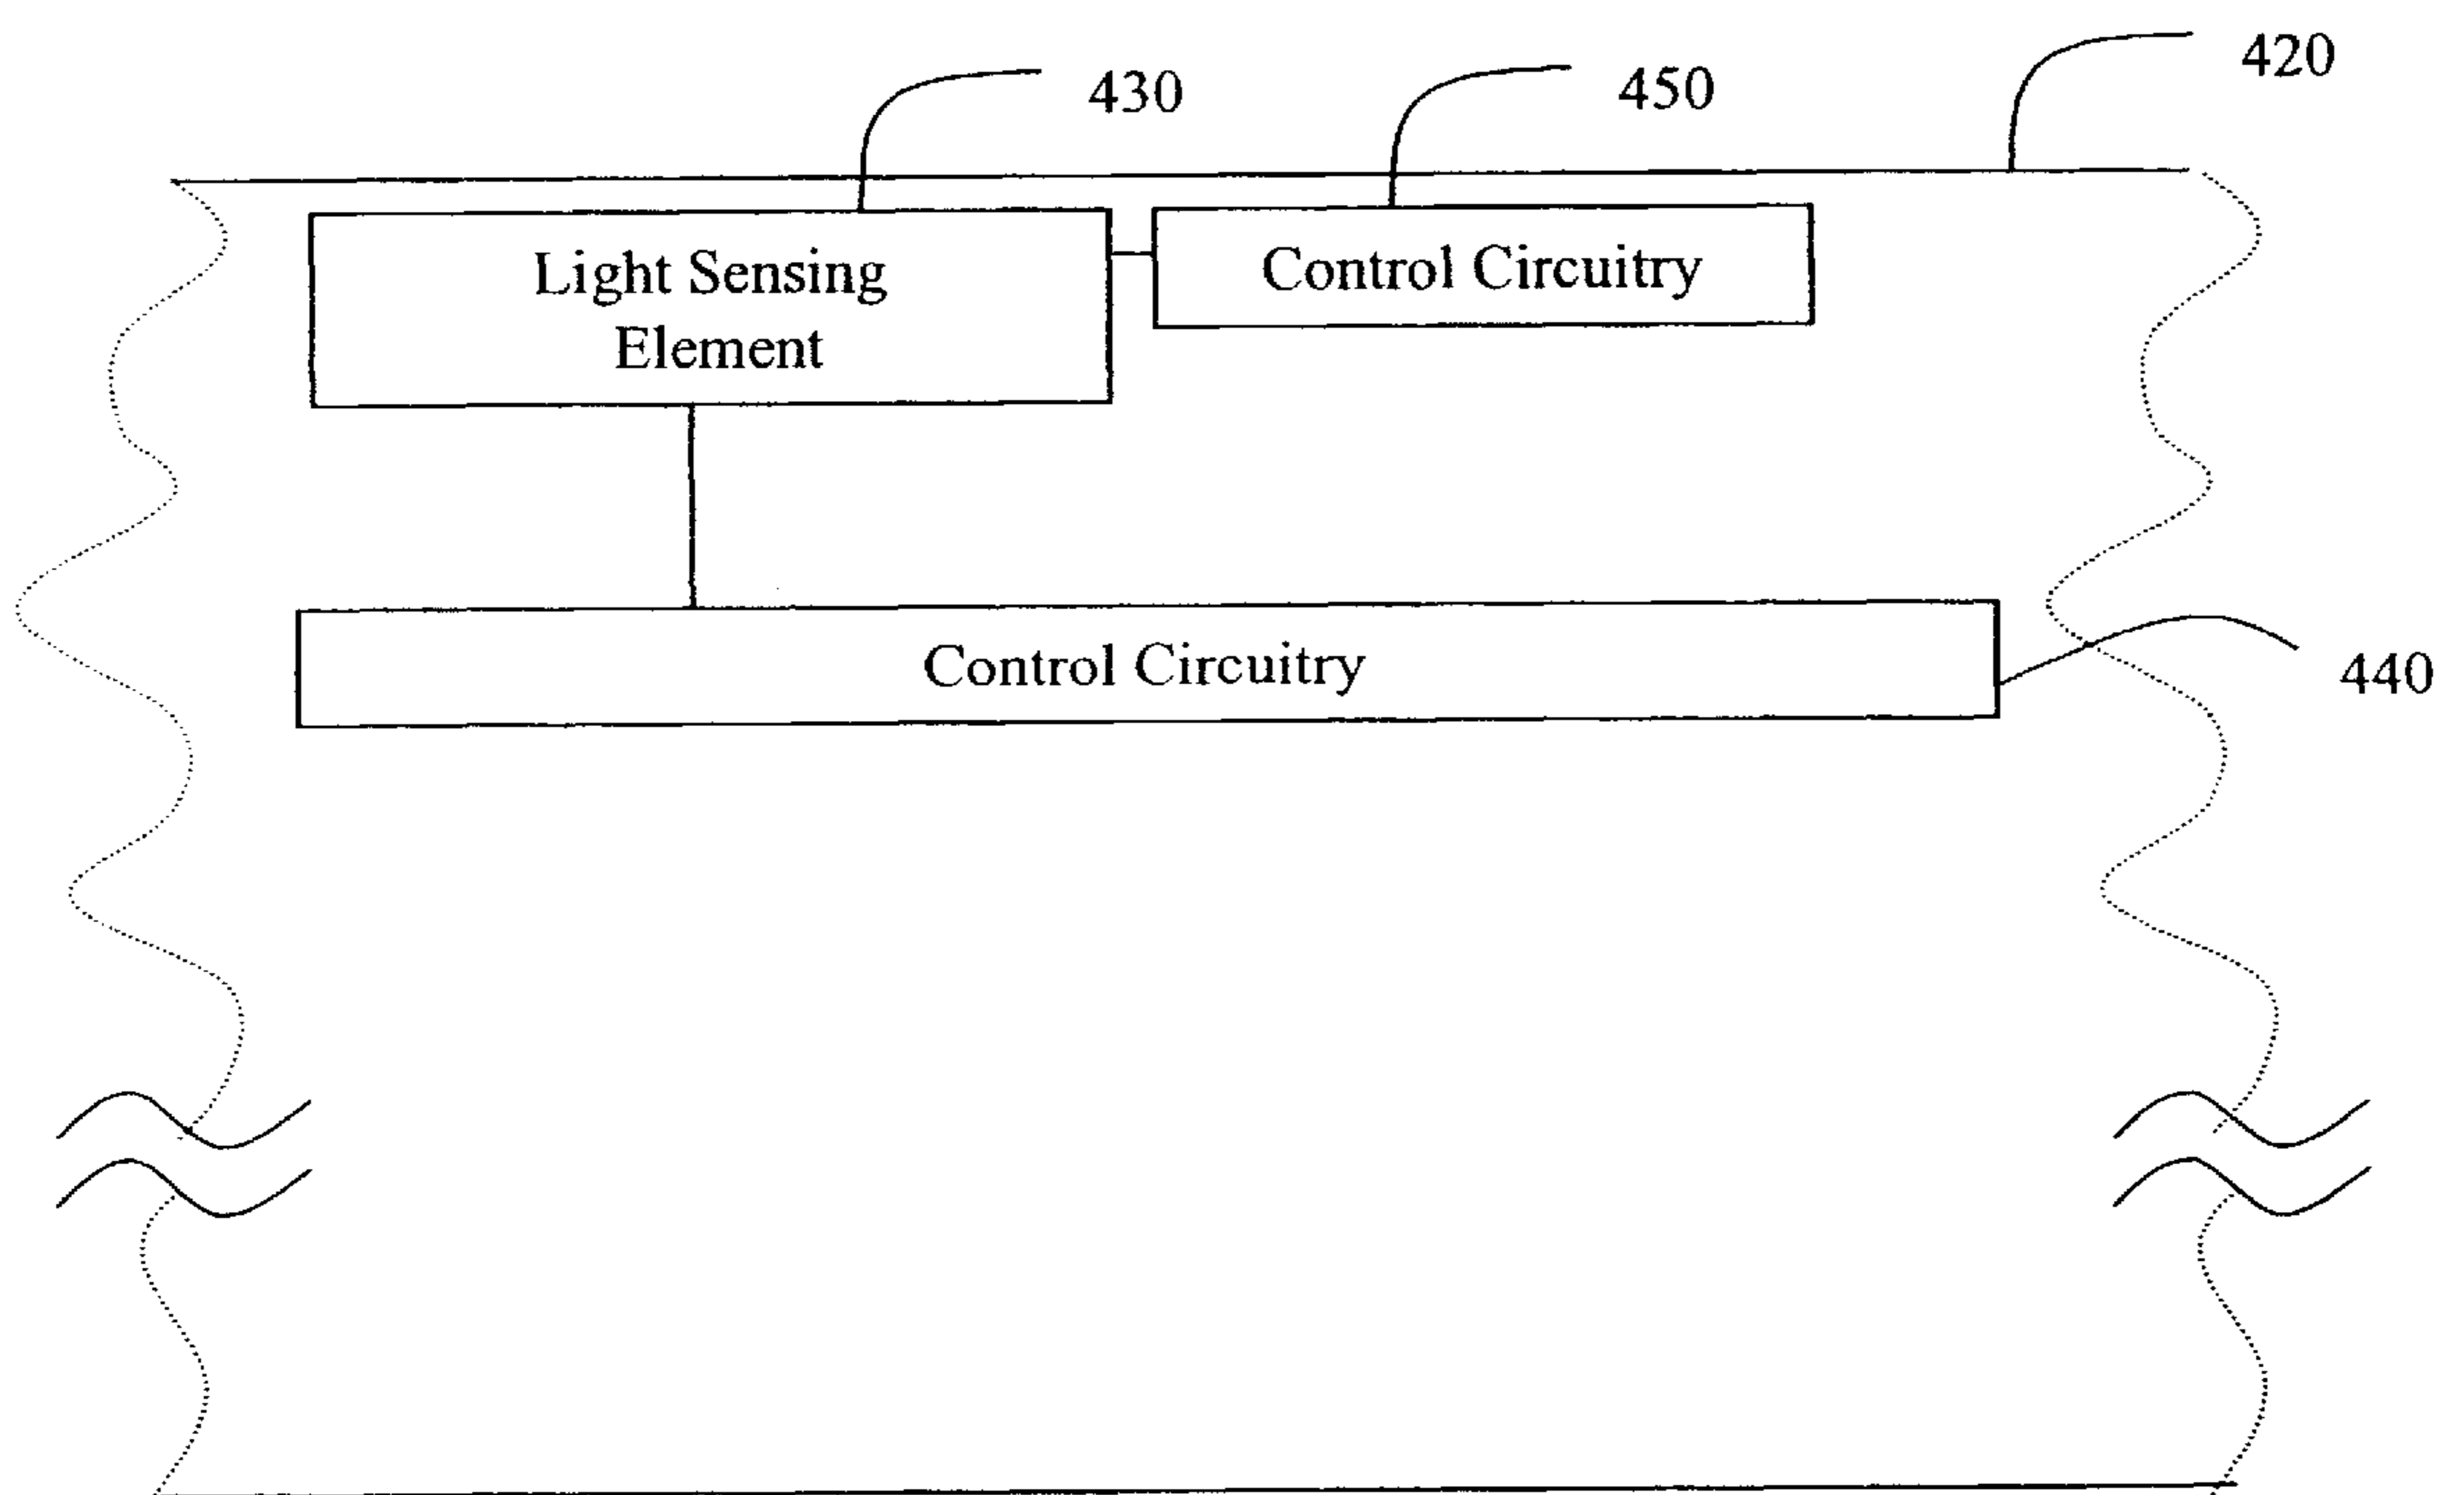 420
430
450
Light Sensing
Element
Control Circuitry
Control Circuitry
440